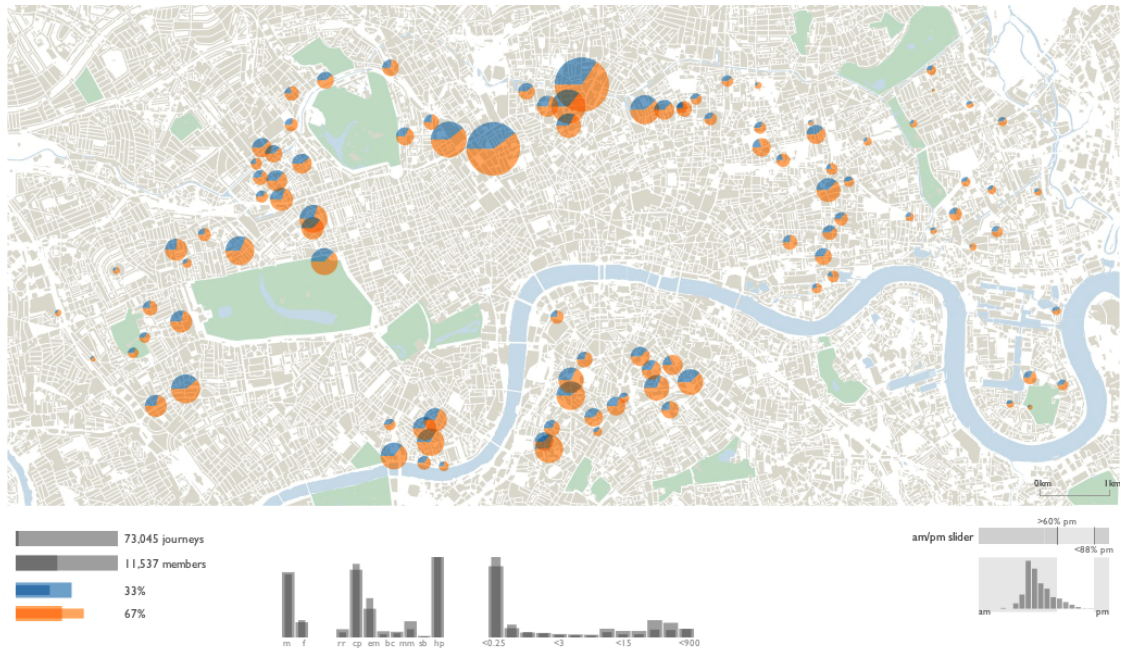 0km 1km
73,045 journeys
11,537 members
33%
67%
m f rr cp em bc mm sb hp
<0.25 <3 <15 <900
>60% pm
am/pm slider
<88% pm
am pm